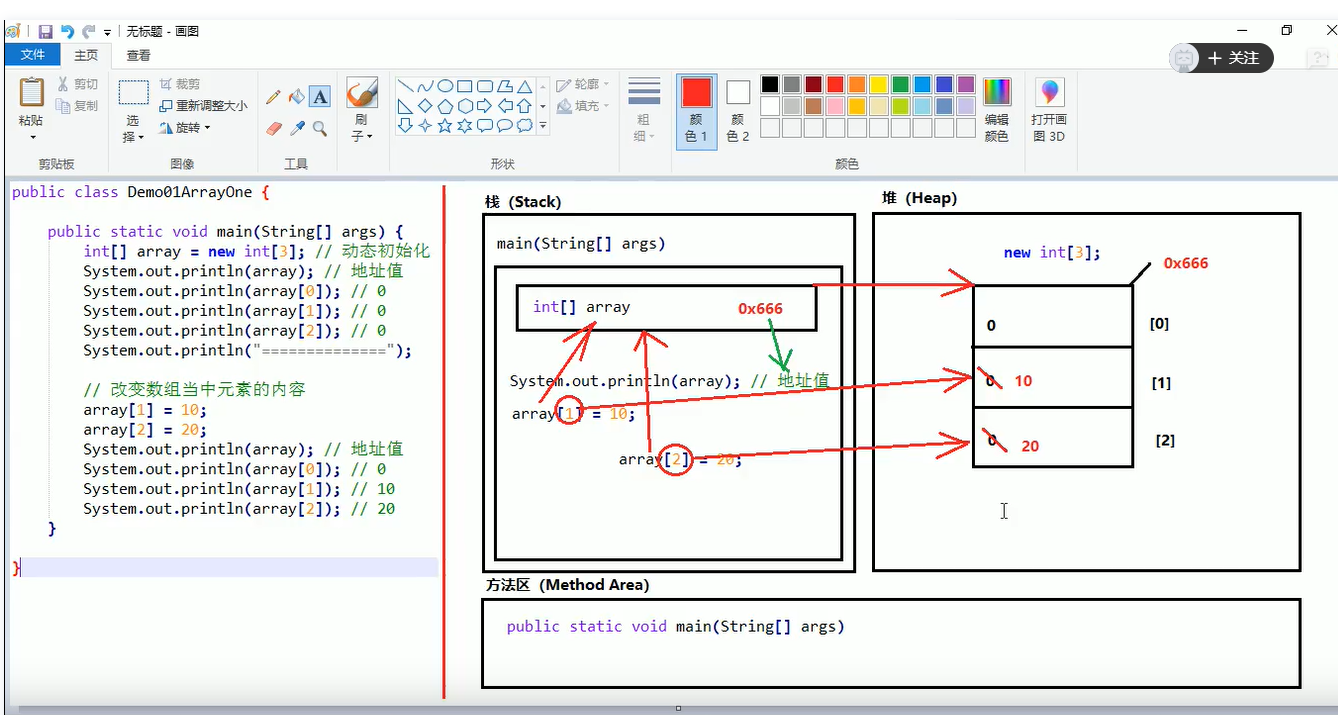 无标题 - 画图
文件 主页 查看
+ 关注
粘贴
剪切
复制
剪贴板
选择
裁剪
重新调整大小
旋转
图像
A
工具
刷子
轮廓
填充
形状
粗细
颜色 1
颜色 2
编辑颜色
颜色
打开画图 3D
public class Demo01ArrayOne {
public static void main(String[] args) {
int[] array = new int[3]; // 动态初始化
System.out.println(array); // 地址值
System.out.println(array[0]); // 0
System.out.println(array[1]); // 0
System.out.println(array[2]); // 0
System.out.println("==============");
// 改变数组当中元素的内容
array[1] = 10;
array[2] = 20;
System.out.println(array); // 地址值
System.out.println(array[0]); // 0
System.out.println(array[1]); // 10
System.out.println(array[2]); // 20
}
}
栈（Stack)
main(String[] args)
int[] array 0x666
System.out.println(array); // 地址值
array[1] = 10;
array[2] = 20;
堆（Heap)
new int[3];
0x666
0 [0]
0 10 [1]
0 20 [2]
方法区（Method Area)
public static void main(String[] args)